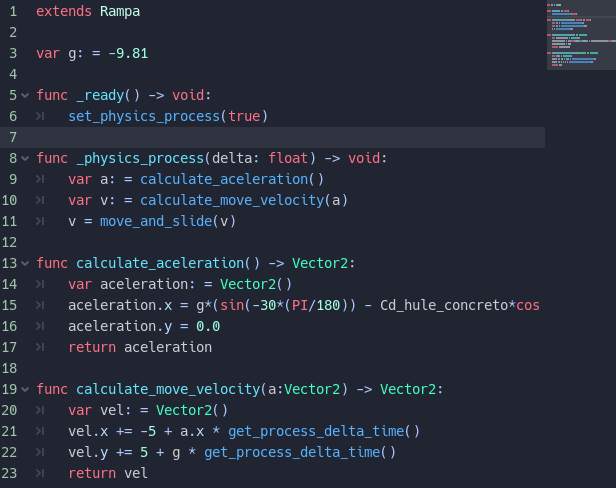 1 extends Rampa
2
3 var g: = -9.81
4
5 func _ready() -> void:
6 set_physics_process(true)
7
8 func _physics_process(delta: float) -> void:
9 var a: = calculate_aceleration()
10 var v: = calculate_move_velocity(a)
11 v = move_and_slide(v)
12
13 func calculate_aceleration() -> Vector2:
14 var aceleration: = Vector2()
15 aceleration.x = g*(sin(-30*(PI/180)) - Cd_hule_concreto*cos
16 aceleration.y = 0.0
17 return aceleration
18
19 func calculate_move_velocity(a:Vector2) -> Vector2:
20 var vel: = Vector2()
21 vel.x += -5 + a.x * get_process_delta_time()
22 vel.y += 5 + g * get_process_delta_time()
23 return vel